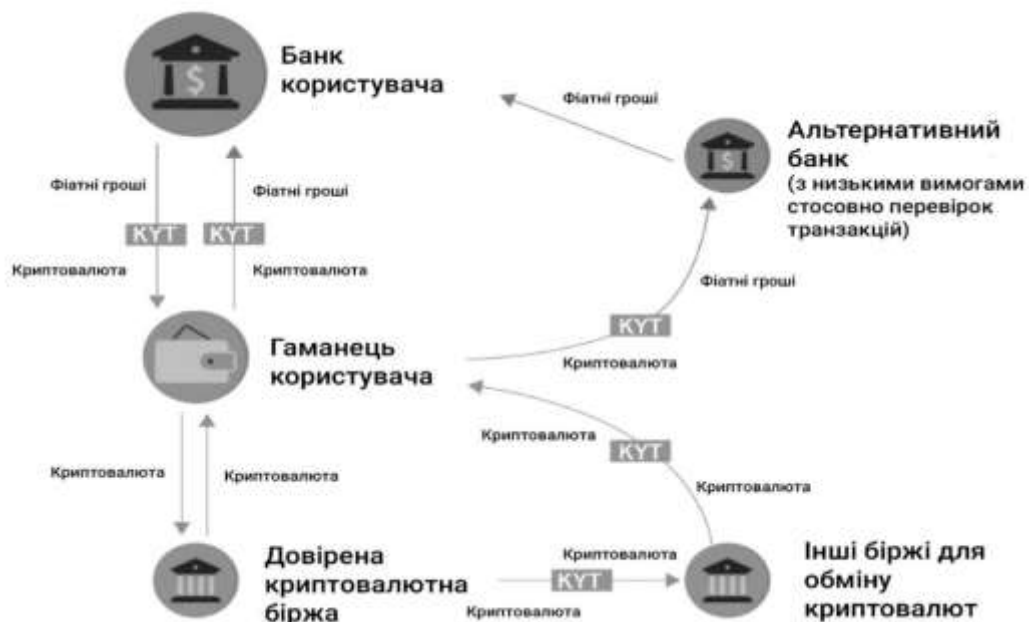 Банк
користувача
Фіатні гроші
Альтернативний
банк
(з низькими вимогами
стосовно перевірок
транзакцій)
Фіатні гроші
Фіатні гроші
KYT
KYT
Криптовалюта
Криптовалюта
Фіатні гроші
KYT
Криптовалюта
Гаманець
користувача
Криптовалюта
KYT
Криптовалюта
Криптовалюта
Криптовалюта
Довірена
криптовалютна
біржа
Криптовалюта
KYT
Криптовалюта
Інші біржі для
обміну
криптовалют